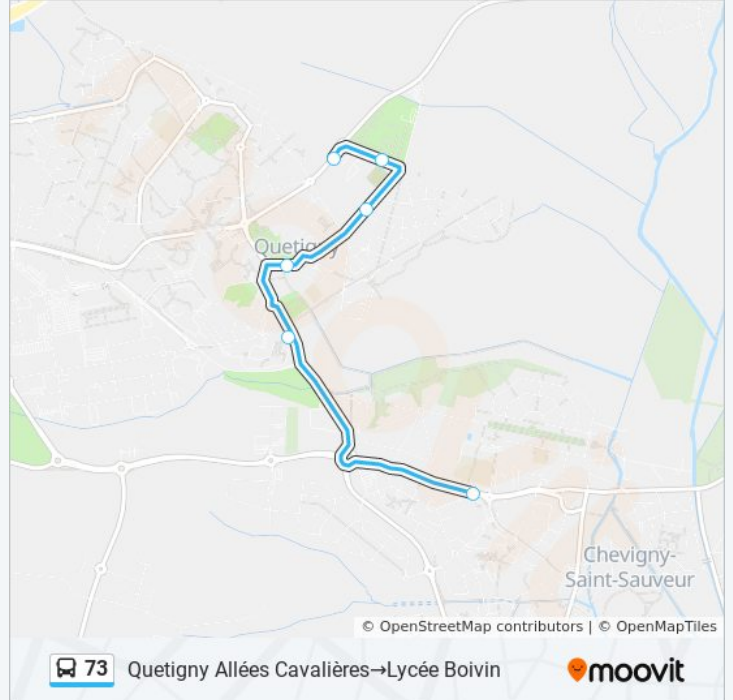 Quetigny
Chevigny-
Saint-Sauveur
© OpenStreetMap contributors | © OpenMapTiles
73 Quetigny Allées Cavalières→Lycée Boivin
moovit